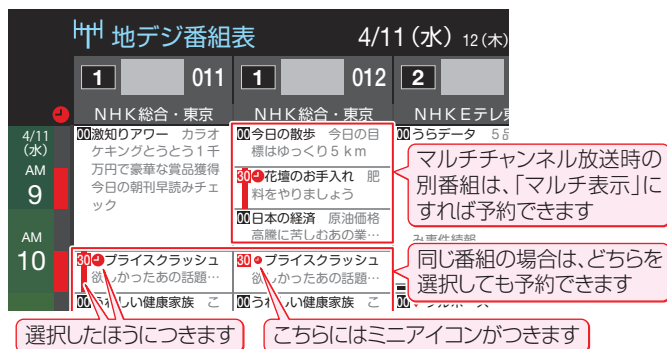 地デジ番組表 4/11(水) 12(木)
1 011 1 012 2
NHK総合・東京 NHK総合・東京 NHKEテレ
4/11
(水)
AM
9
AM
10
00激知りアワー カラオ
ケキングとうとう1千
万円で豪華な賞品獲得
今日の朝刊早読みチェ
ック
30プライスクラッシュ
欲しかったあの話題…
00うれしい健康家族 こ
00今日の散歩 今日の目
標はゆっくり5km
30花壇のお手入れ 肥
料をやりましょう
00日本の経済 原油価格
高騰に苦しむあの業…
30プライスクラッシュ
欲しかったあの話題…
00うれしい健康家族 こ
00うらデータ 5
マルチチャンネル放送時の
別番組は、「マルチ表示」に
すれば予約できます
同じ番組の場合は、どちらを
選択しても予約できます
選択したほうにつきます
こちらにはミニアイコンがつきます